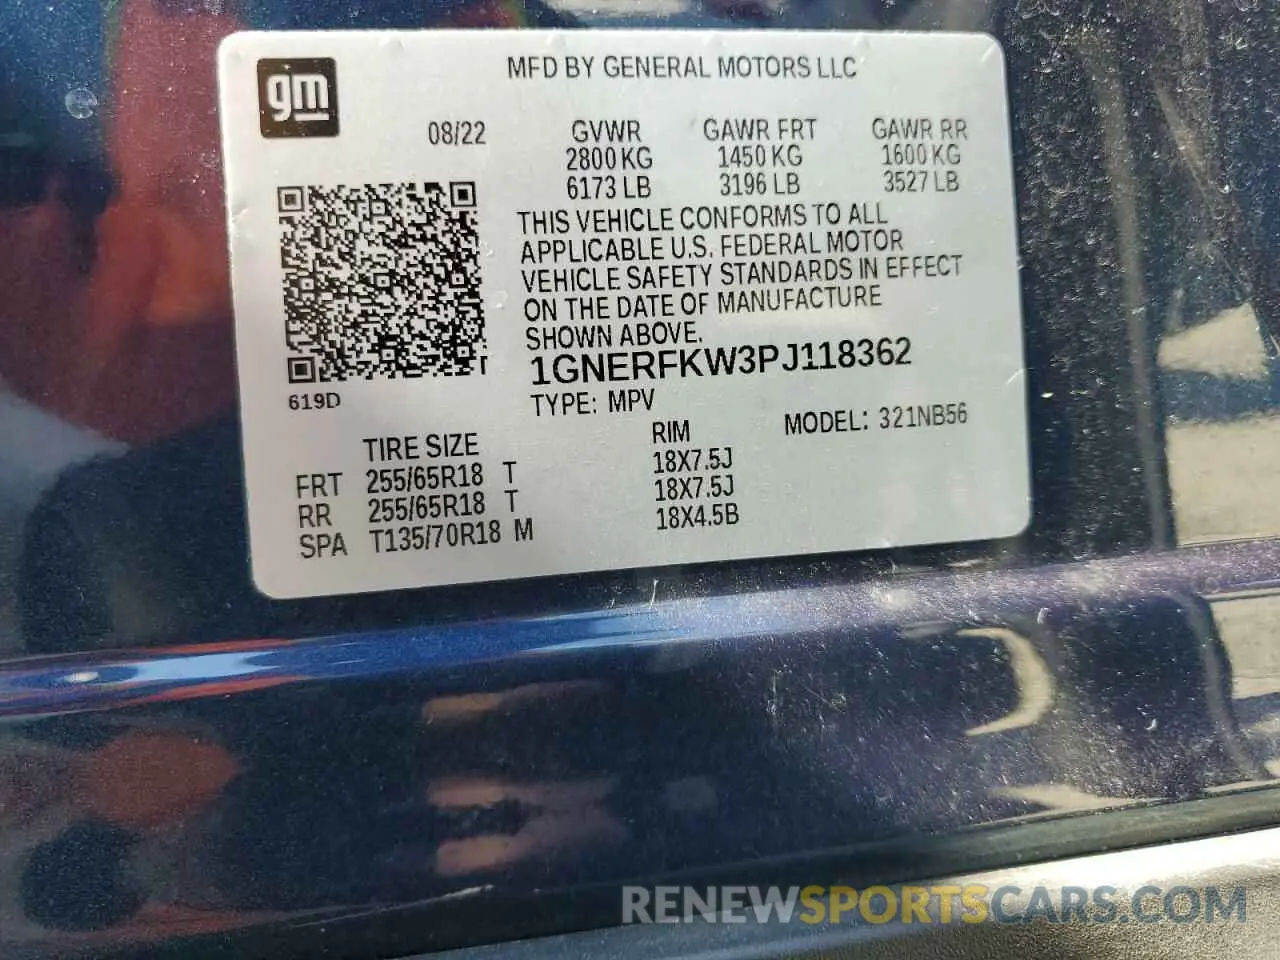 gm
MFD BY GENERAL MOTORS LLC
08/22 GVWR GAWR FRT GAWR RR
2800 KG 1450 KG 1600 KG
6173 LB 3196 LB 3527 LB
THIS VEHICLE CONFORMS TO ALL
APPLICABLE U.S. FEDERAL MOTOR
VEHICLE SAFETY STANDARDS IN EFFECT
ON THE DATE OF MANUFACTURE
SHOWN ABOVE.
1GNERFKW3PJ118362
619D
TYPE: MPV MODEL: 321NB56
TIRE SIZE RIM
FRT 255/65R18 T 18X7.5J
RR 255/65R18 T 18X7.5J
SPA T135/70R18 M 18X4.5B
RENEWSPORTSCARS.COM